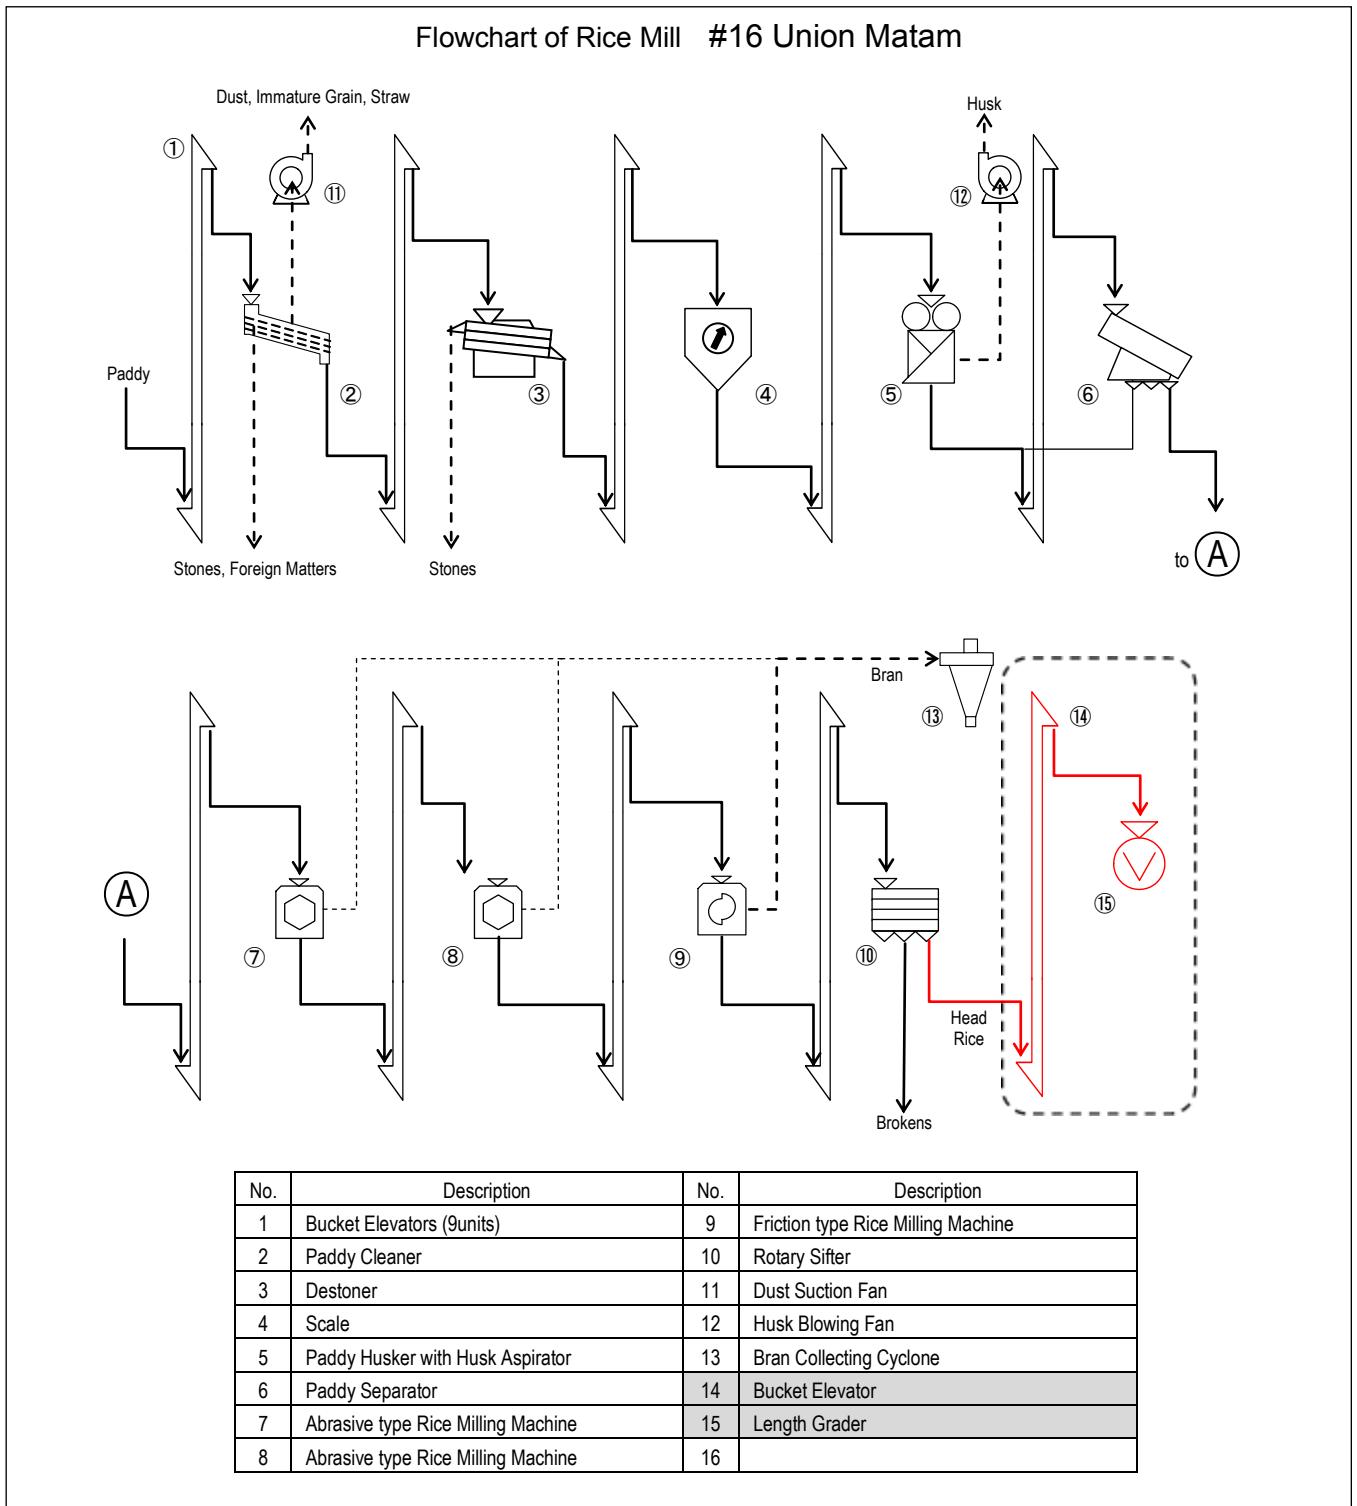 Flowchart of Rice Mill #16 Union Matam
Dust, Immature Grain, Straw
Husk
①
⑪
⑫
Paddy
②
③
④
⑤
⑥
Stones, Foreign Matters
Stones
to Ⓐ
Bran
⑬
⑭
Ⓐ
⑦
⑧
⑨
⑩
⑮
Head
Rice
Brokens
No. Description No. Description
1 Bucket Elevators (9units) 9 Friction type Rice Milling Machine
2 Paddy Cleaner 10 Rotary Sifter
3 Destoner 11 Dust Suction Fan
4 Scale 12 Husk Blowing Fan
5 Paddy Husker with Husk Aspirator 13 Bran Collecting Cyclone
6 Paddy Separator 14 Bucket Elevator
7 Abrasive type Rice Milling Machine 15 Length Grader
8 Abrasive type Rice Milling Machine 16